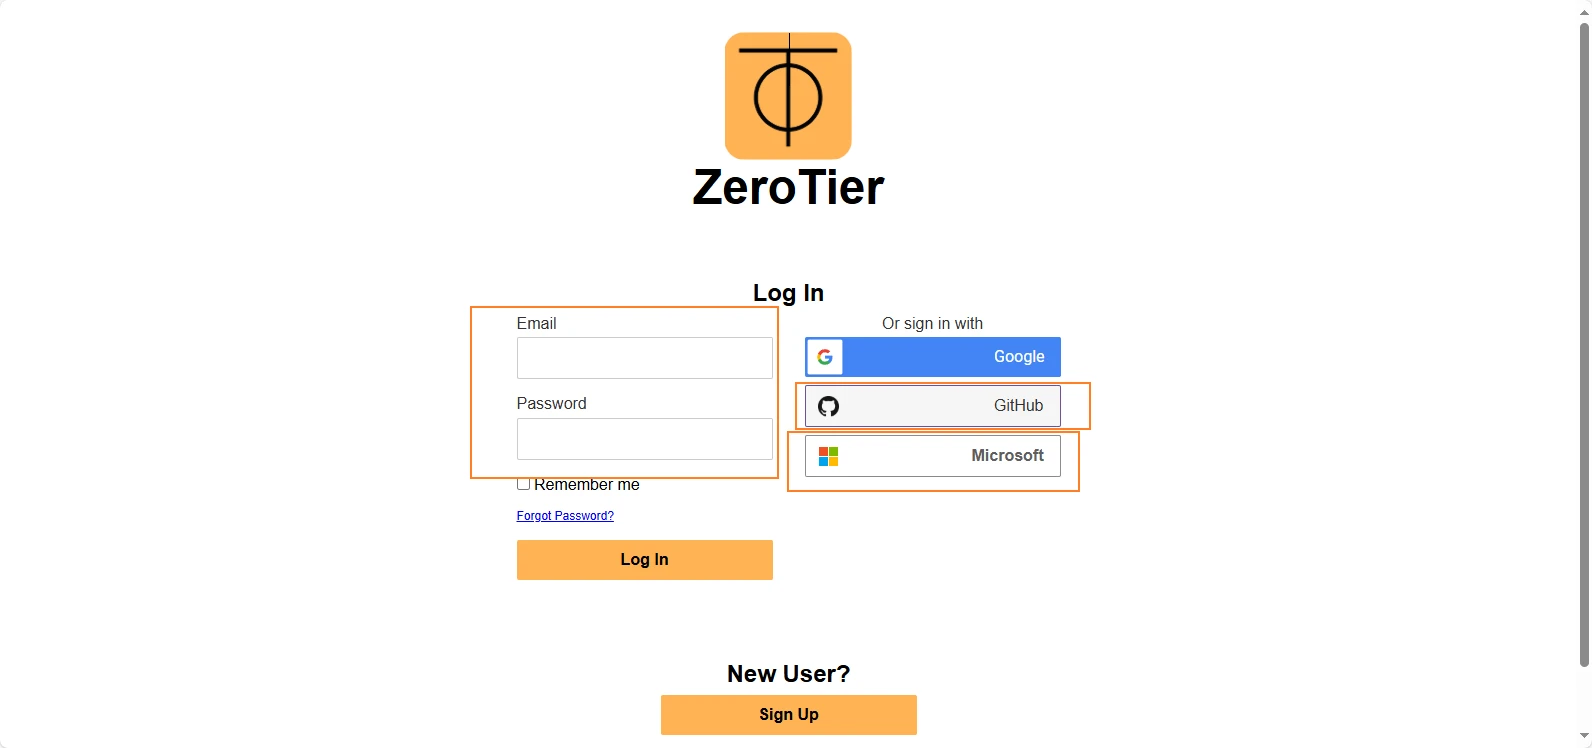 ZeroTier
Log In
Email
Password
Remember me
Forgot Password?
Log In
Or sign in with
Google
GitHub
Microsoft
New User?
Sign Up